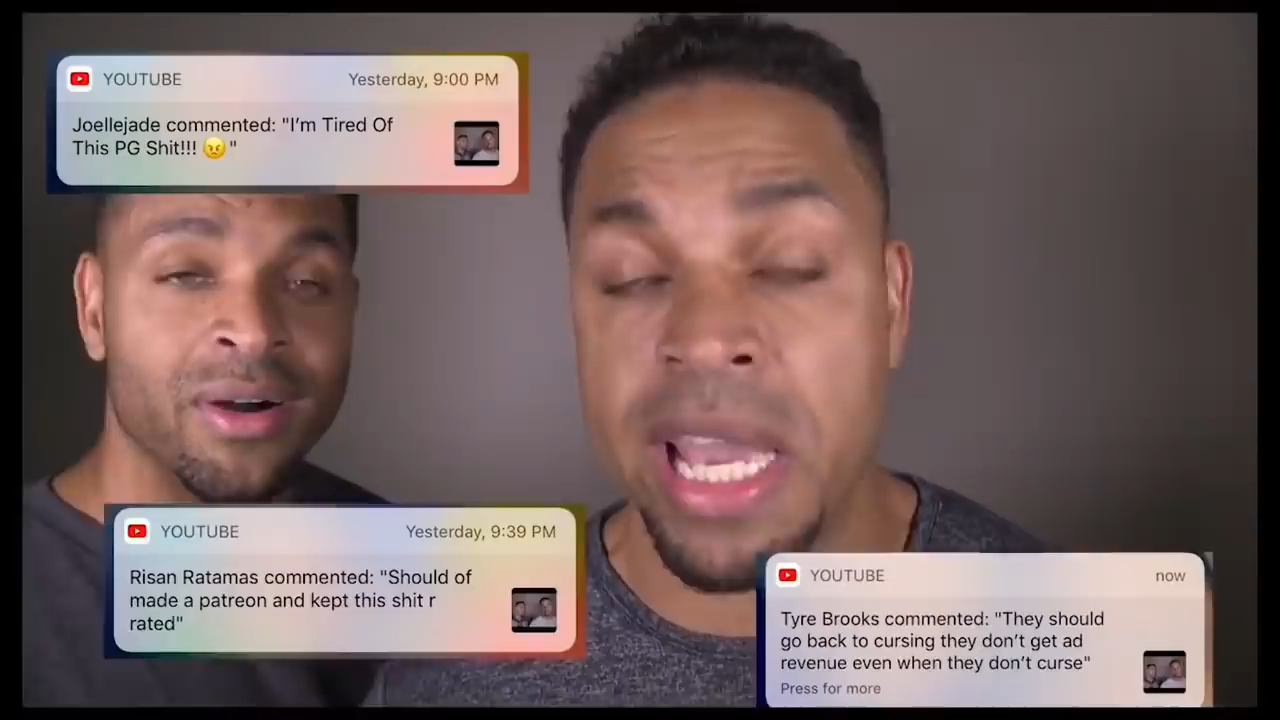 YOUTUBE Yesterday, 9:00 PM
Joellejade commented: "I'm Tired Of
This PG Shit!!! 😠"
YOUTUBE Yesterday, 9:39 PM
Risan Ratamas commented: "Should of
made a patreon and kept this shit r
rated"
YOUTUBE now
Tyre Brooks commented: "They should
go back to cursing they don't get ad
revenue even when they don't curse"
Press for more